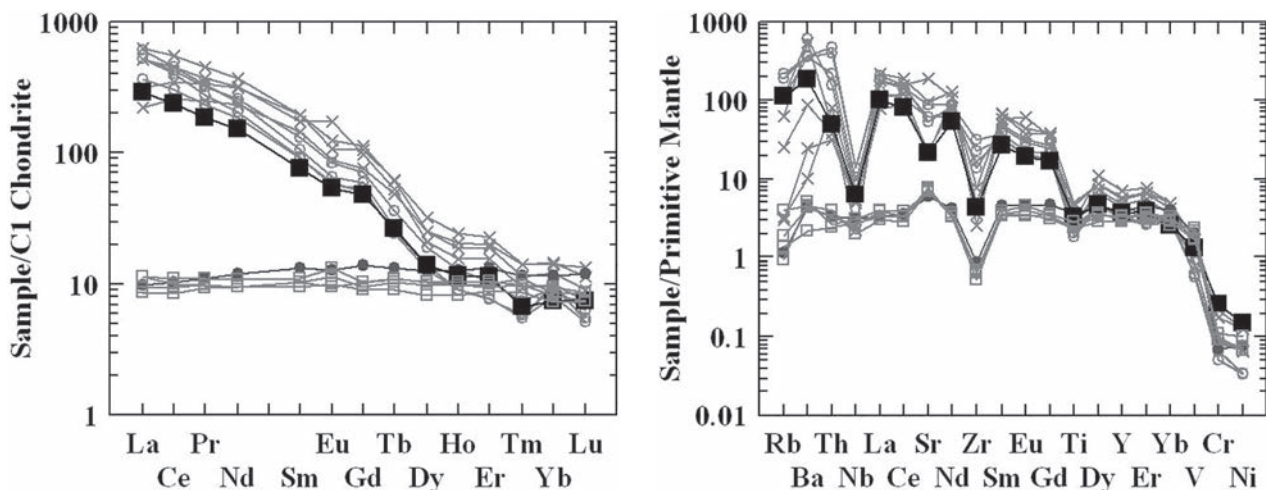 Sample/C1 Chondrite
1000
100
10
1
La Pr Eu Tb Ho Tm Lu
Ce Nd Sm Gd Dy Er Yb
Sample/Primitive Mantle
1000
100
10
1
0.1
0.01
Rb Th La Sr Zr Eu Ti Y Yb Cr
Ba Nb Ce Nd Sm Gd Dy Er V Ni